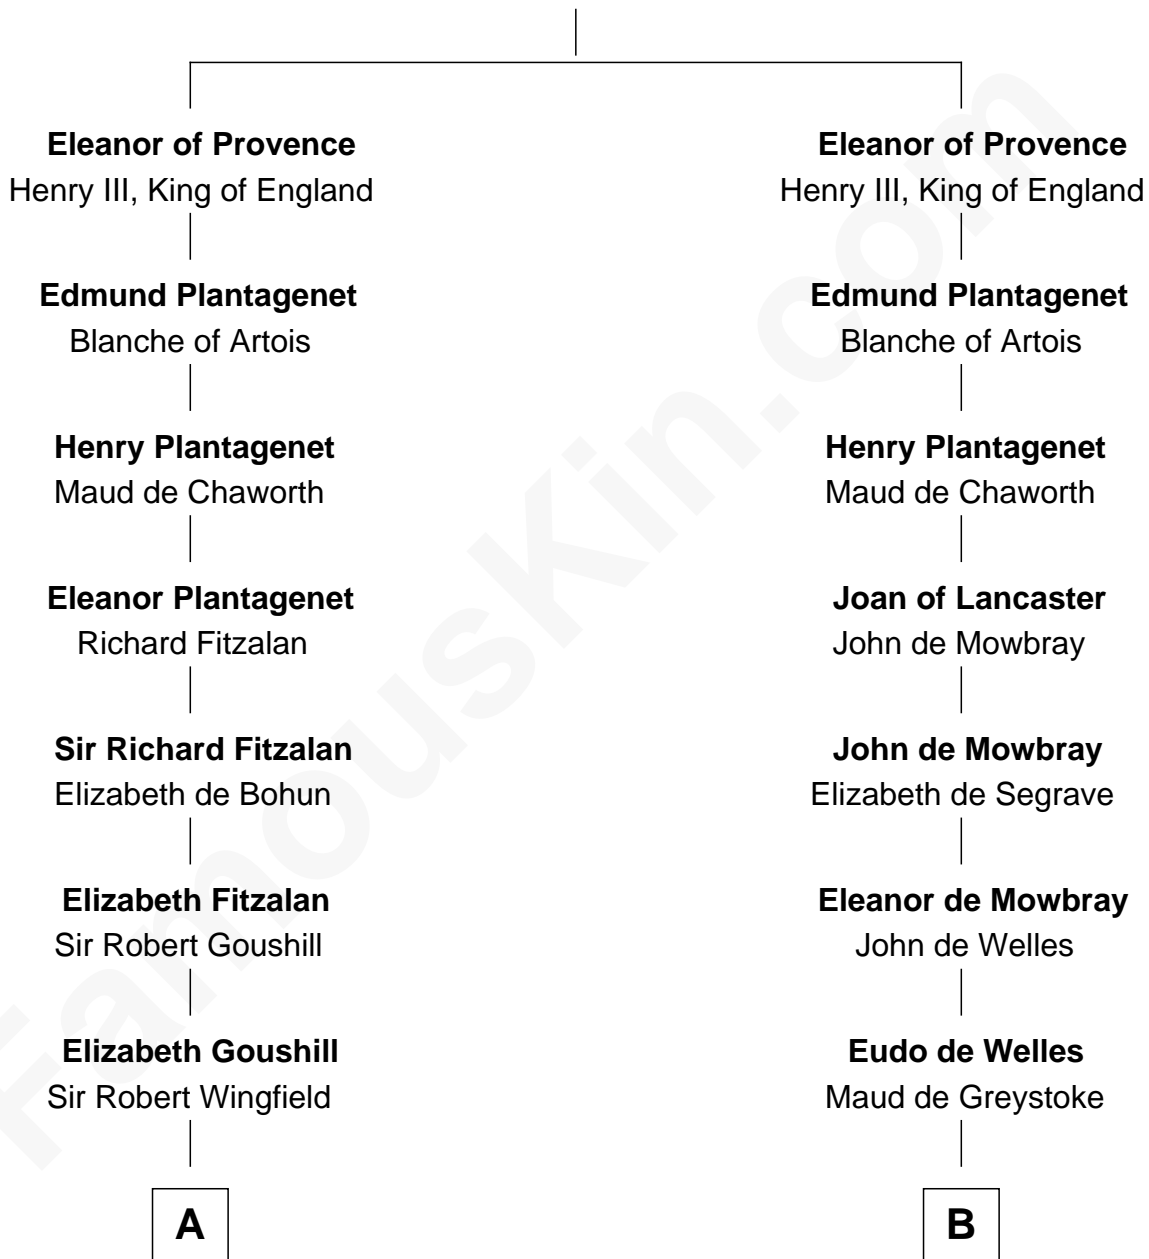 Eleanor of Provence
Henry III, King of England
Edmund Plantagenet
Blanche of Artois
Henry Plantagenet
Maud de Chaworth
Eleanor Plantagenet
Richard Fitzalan
Sir Richard Fitzalan
Elizabeth de Bohun
Elizabeth Fitzalan
Sir Robert Goushill
Elizabeth Goushill
Sir Robert Wingfield
A
Eleanor of Provence
Henry III, King of England
Edmund Plantagenet
Blanche of Artois
Henry Plantagenet
Maud de Chaworth
Joan of Lancaster
John de Mowbray
John de Mowbray
Elizabeth de Segrave
Eleanor de Mowbray
John de Welles
Eudo de Welles
Maud de Greystoke
B
FamousKin.com